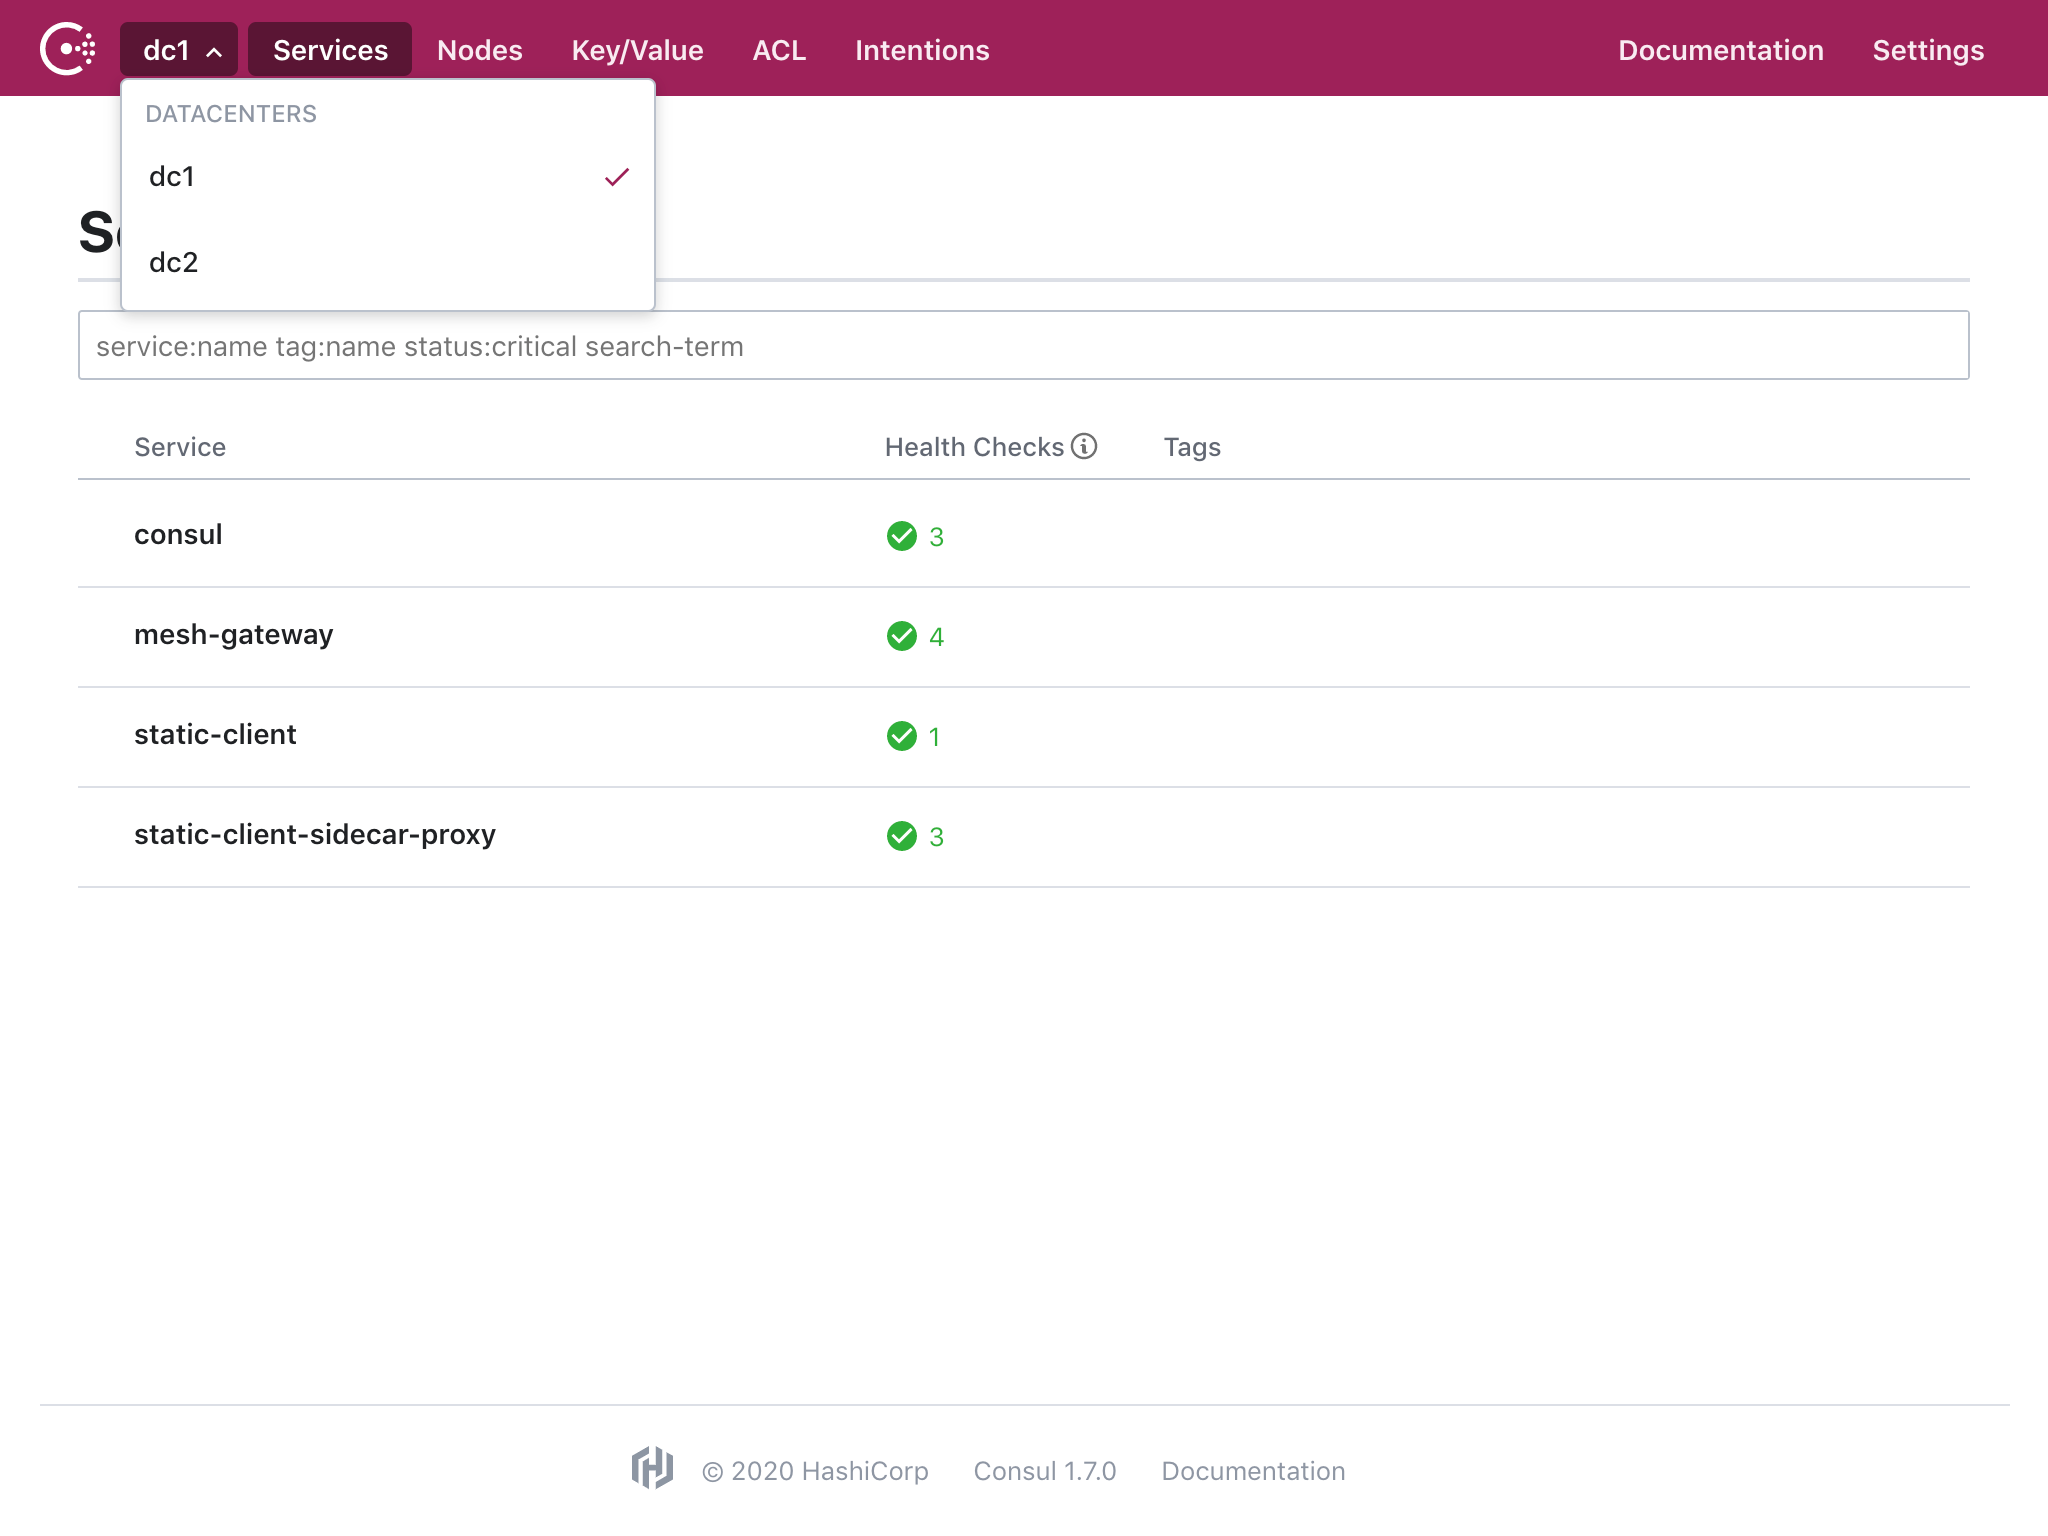 dc1 Services Nodes Key/Value ACL Intentions Documentation Settings
DATACENTERS
dc1
dc2
service:name tag:name status:critical search-term
Service Health Checks Tags
consul 3
mesh-gateway 4
static-client 1
static-client-sidecar-proxy 3
© 2020 HashiCorp Consul 1.7.0 Documentation